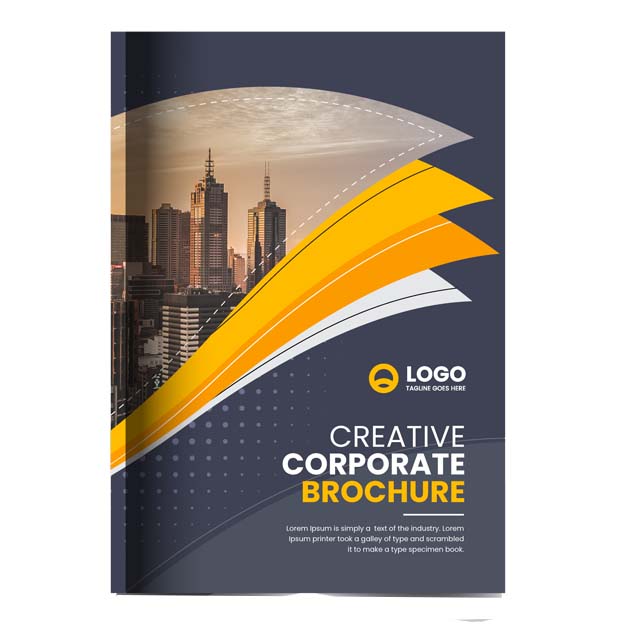 LOGO
TAGLINE GOES HERE
CREATIVE
CORPORATE
BROCHURE
Lorem Ipsum is simply a text of the industry. Lorem
Ipsum printer took a galley of type and scrambled
it to make a type specimen book.